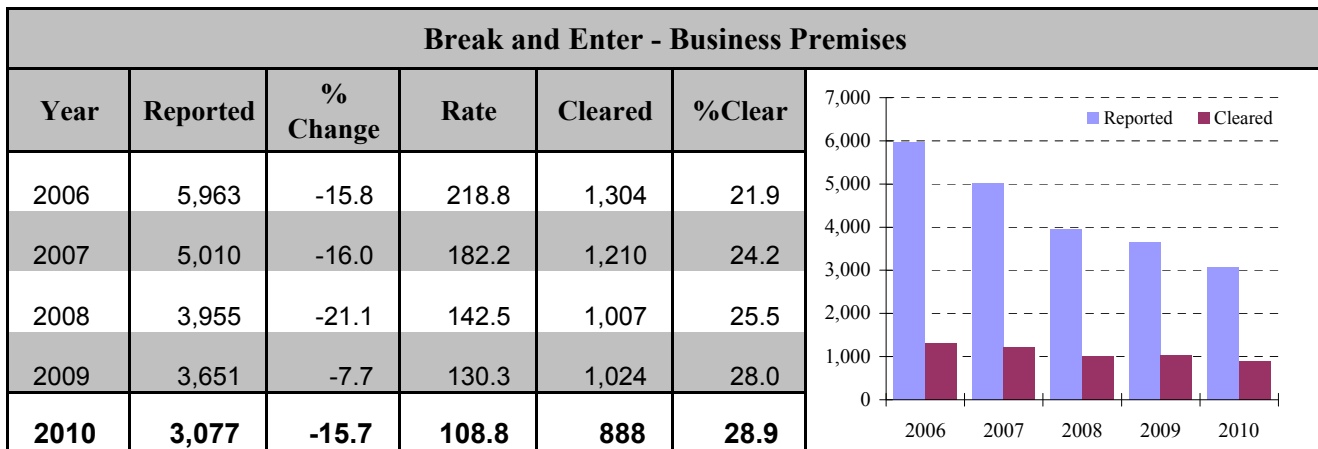 Break and Enter - Business Premises
Year Reported % Change Rate Cleared %Clear
2006 5,963 -15.8 218.8 1,304 21.9
2007 5,010 -16.0 182.2 1,210 24.2
2008 3,955 -21.1 142.5 1,007 25.5
2009 3,651 -7.7 130.3 1,024 28.0
2010 3,077 -15.7 108.8 888 28.9
Reported Cleared
7,000
6,000
5,000
4,000
3,000
2,000
1,000
0
2006 2007 2008 2009 2010